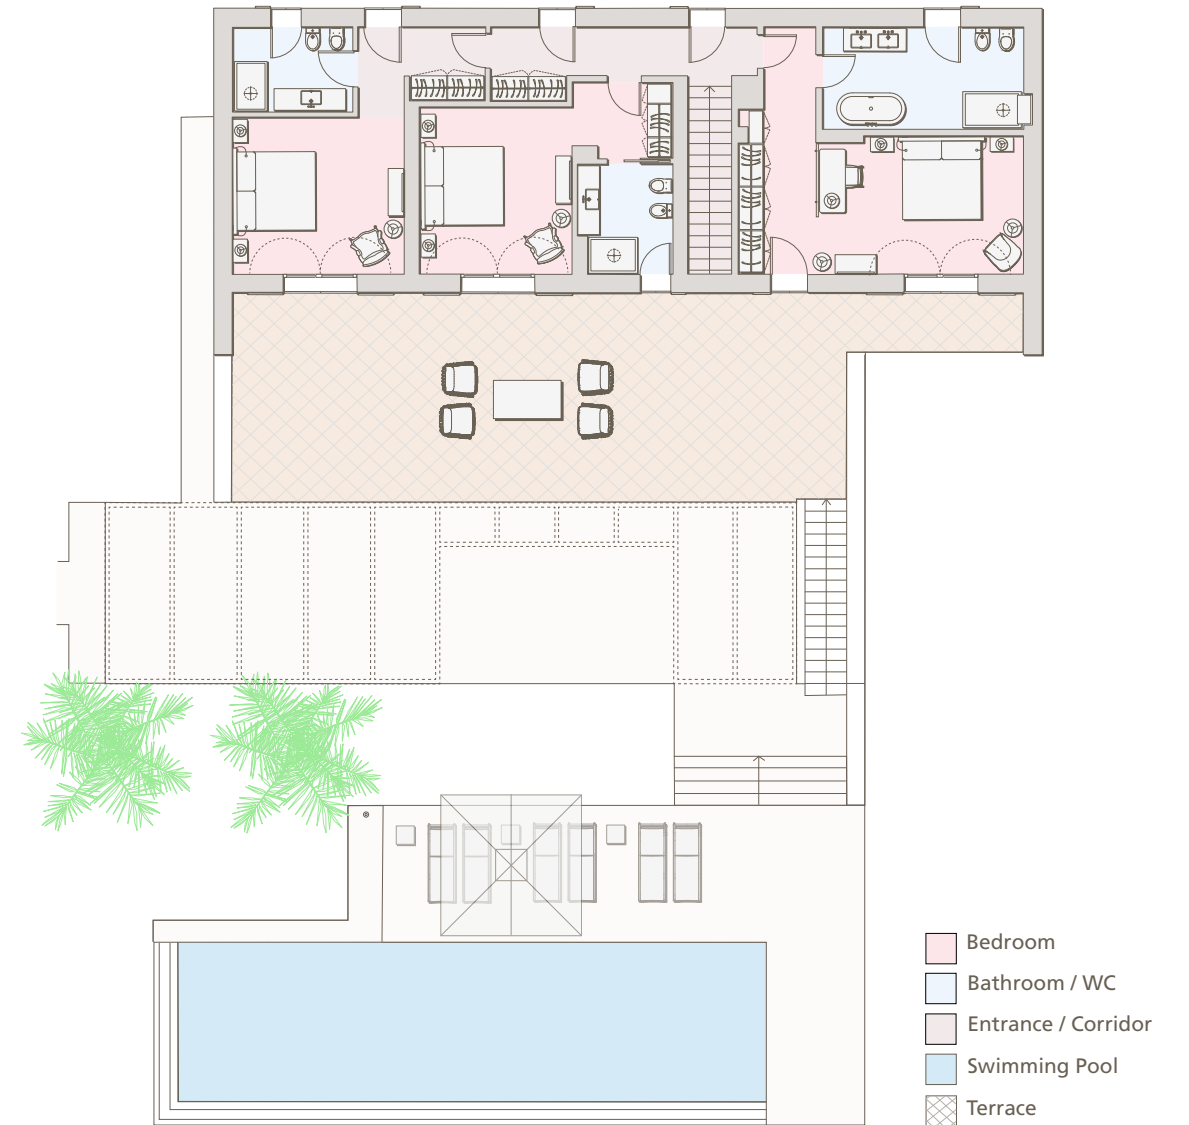 Bedroom
Bathroom / WC
Entrance / Corridor
Swimming Pool
Terrace